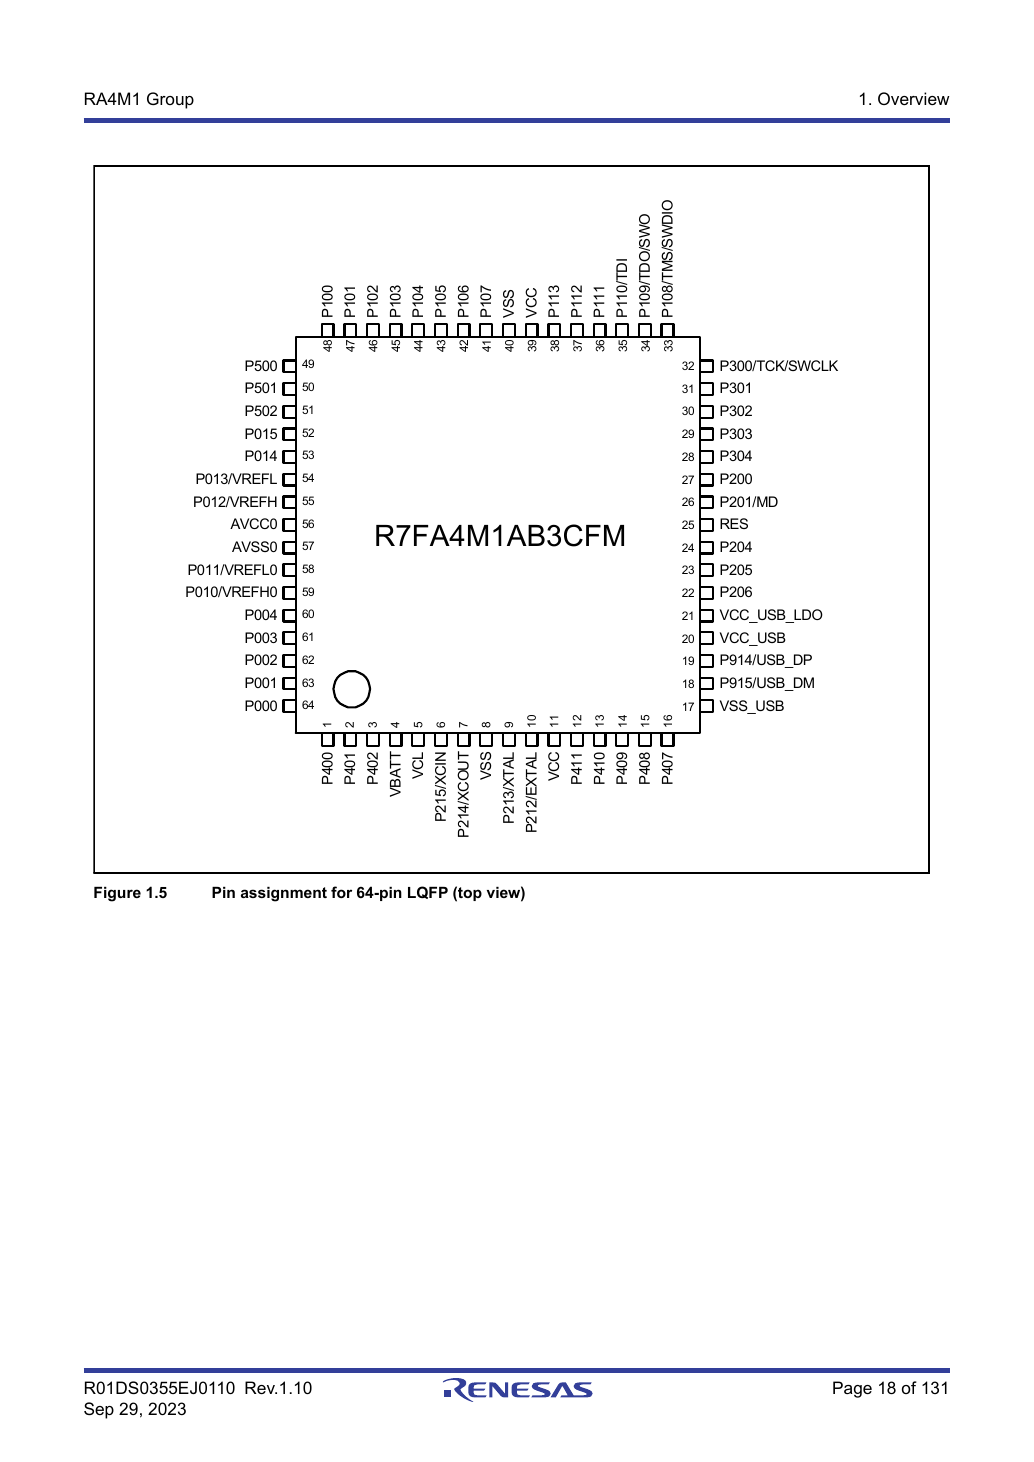 RA4M1 Group 1. Overview
P100 P101 P102 P103 P104 P105 P106 P107 VSS VCC P113 P112 P111 P110/TDI P109/TDO/SWO P108/TMS/SWDIO
48 47 46 45 44 43 42 41 40 39 38 37 36 35 34 33
P500 49 32 P300/TCK/SWCLK
P501 50 31 P301
P502 51 30 P302
P015 52 29 P303
P014 53 28 P304
P013/VREFL 54 27 P200
P012/VREFH 55 26 P201/MD
AVCC0 56 25 RES
R7FA4M1AB3CFM
AVSS0 57 24 P204
P011/VREFL0 58 23 P205
P010/VREFH0 59 22 P206
P004 60 21 VCC_USB_LDO
P003 61 20 VCC_USB
P002 62 19 P914/USB_DP
P001 63 18 P915/USB_DM
P000 64 17 VSS_USB
1 2 3 4 5 6 7 8 9 10 11 12 13 14 15 16
P400 P401 P402 VBATT VCL P215/XCIN P214/XCOUT VSS P213/XTAL P212/EXTAL VCC P411 P410 P409 P408 P407
Figure 1.5 Pin assignment for 64-pin LQFP (top view)
R01DS0355EJ0110 Rev.1.10 RENESAS Page 18 of 131
Sep 29, 2023